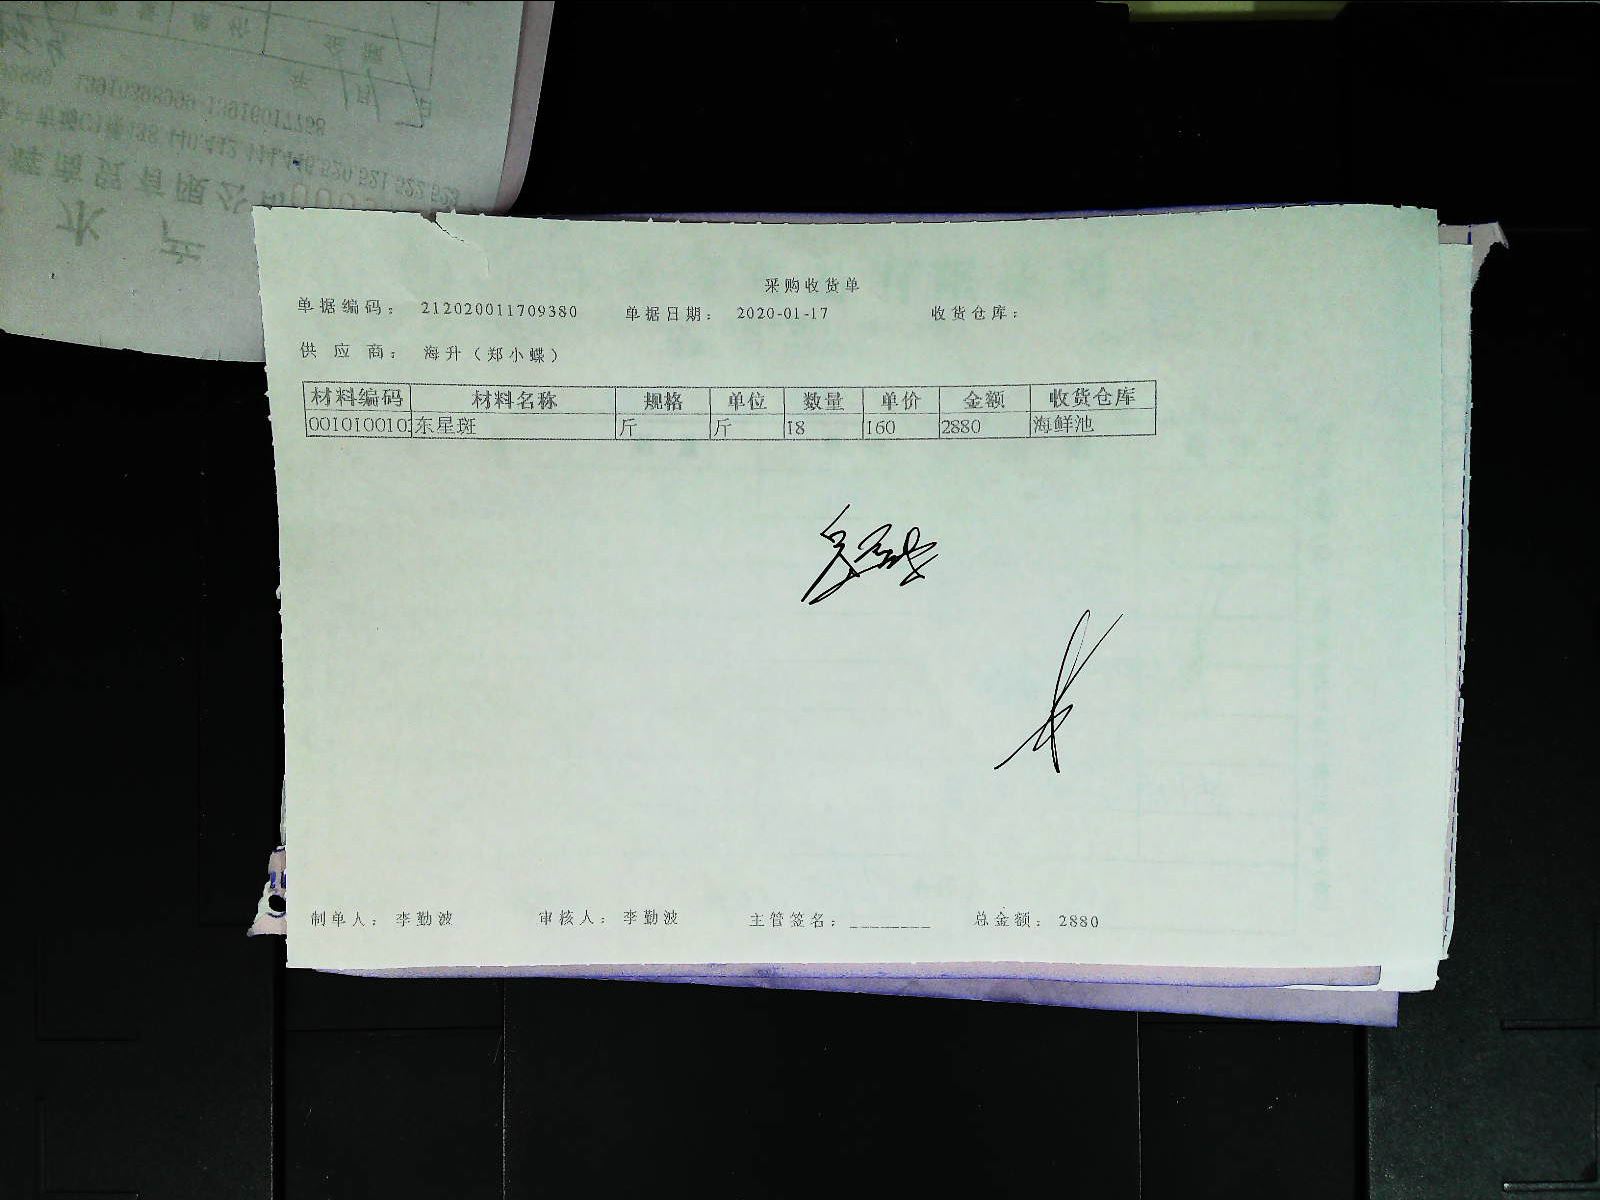 采购收货单
单据编码： 212020011709380 单据日期： 2020-01-17 收货仓库：
供应商： 海升（郑小蝶）
材料编码 材料名称 规格 单位 数量 单价 金额 收货仓库
0010100102 东星斑 斤 斤 18 160 2880 海鲜池
制单人： 李勤波 审核人： 李勤波 主管签名：________ 总金额： 2880